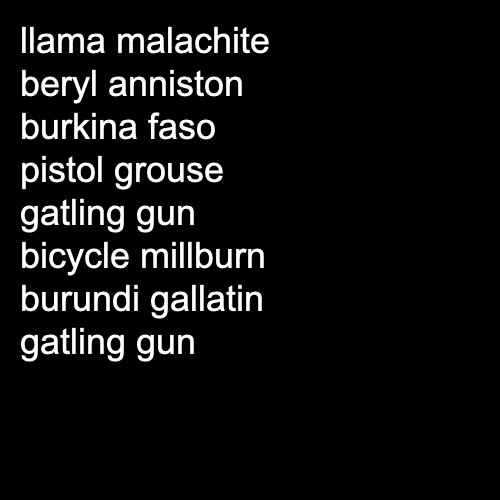 llama malachite
beryl anniston
burkina faso
pistol grouse
gatling gun
bicycle millburn
burundi gallatin
gatling gun